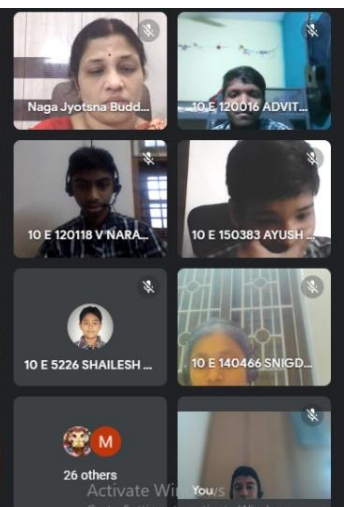 Naga Jyotsna Budd...
10 E 120016 ADVIT...
10 E 120118 V NARA...
10 E 150383 AYUSH ...
10 E 5226 SHAILESH ...
10 E 140466 SNIGD...
M
26 others
You
Activate Wi